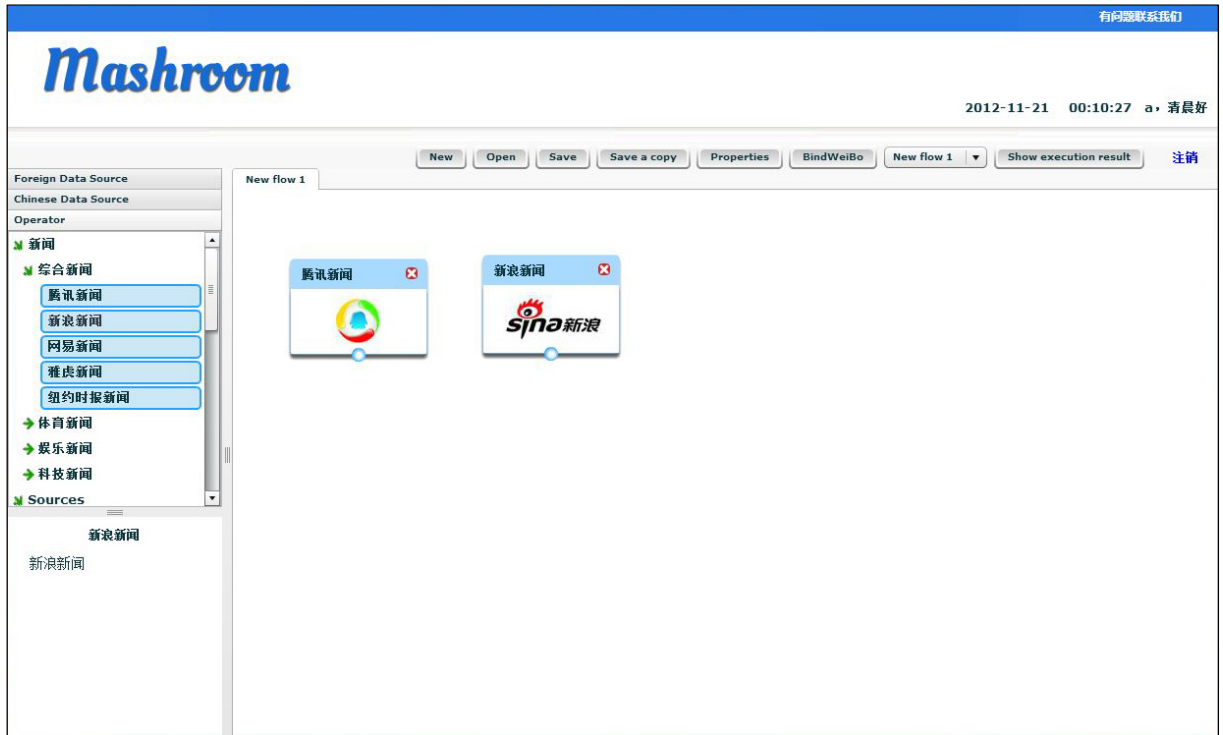 有问题联系我们
Mashroom
2012-11-21 00:10:27 a，清晨好
New Open Save Save a copy Properties BindWeiBo New flow 1 Show execution result 注销
Foreign Data Source
Chinese Data Source
Operator
新闻
综合新闻
腾讯新闻
新浪新闻
网易新闻
雅虎新闻
纽约时报新闻
体育新闻
娱乐新闻
科技新闻
Sources
新浪新闻
新浪新闻
New flow 1
腾讯新闻
新浪新闻
sina新浪